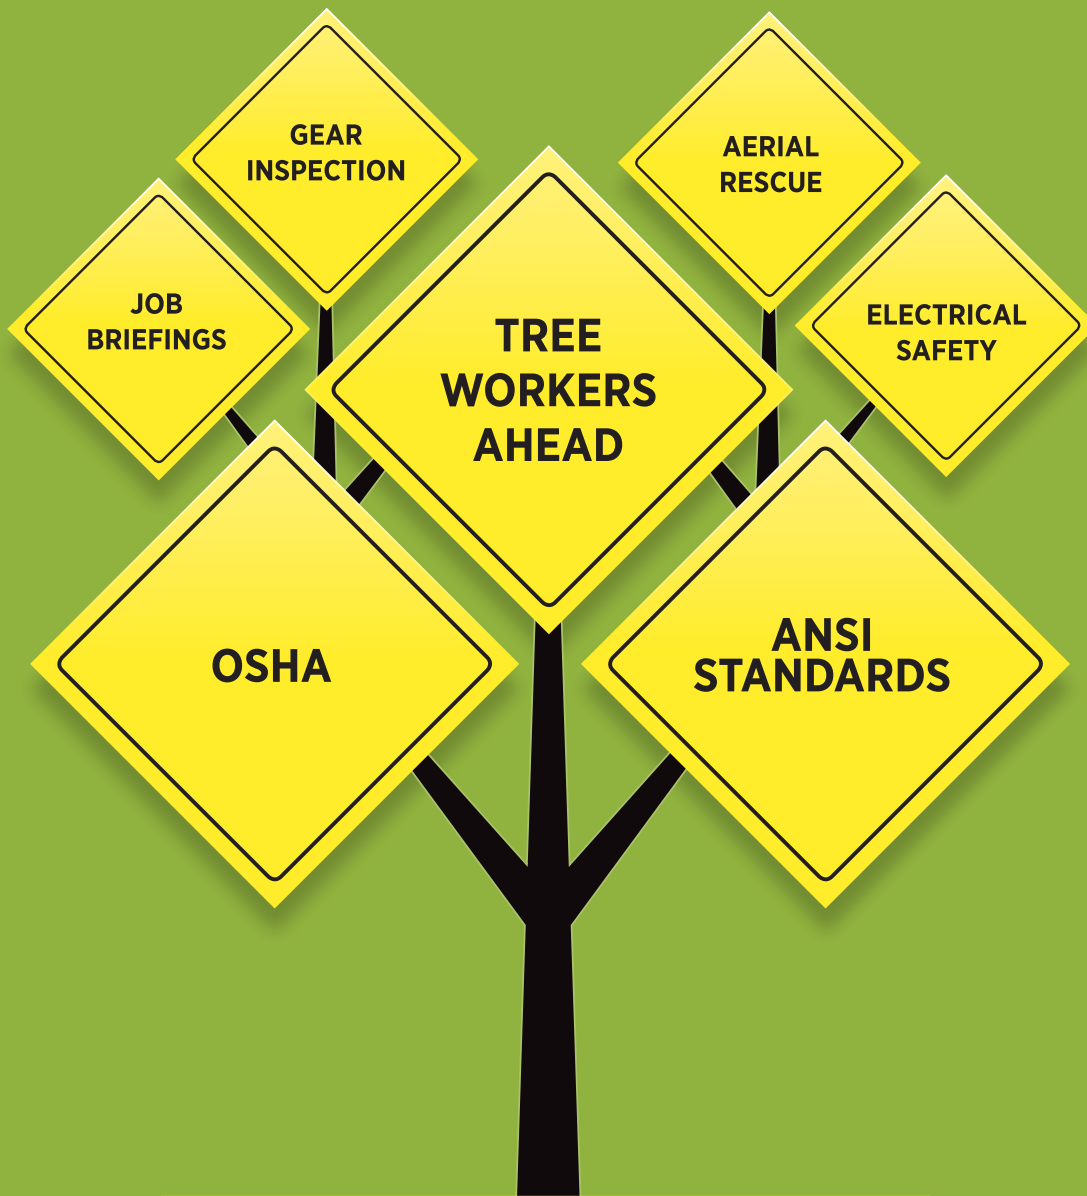 GEAR
INSPECTION
AERIAL
RESCUE
JOB
BRIEFINGS
TREE
WORKERS
AHEAD
ELECTRICAL
SAFETY
OSHA
ANSI
STANDARDS